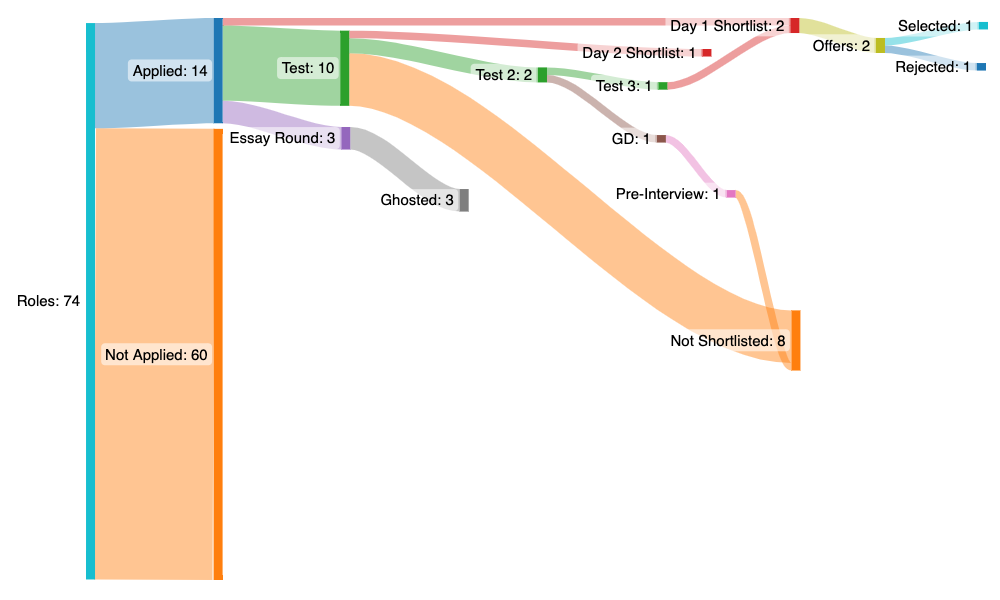 Day 1 Shortlist: 2
Selected: 1
Offers: 2
Day 2 Shortlist: 1
Rejected: 1
Applied: 14
Test: 10
Test 2: 2
Test 3: 1
Essay Round: 3
GD: 1
Pre-Interview: 1
Ghosted: 3
Roles: 74
Not Shortlisted: 8
Not Applied: 60